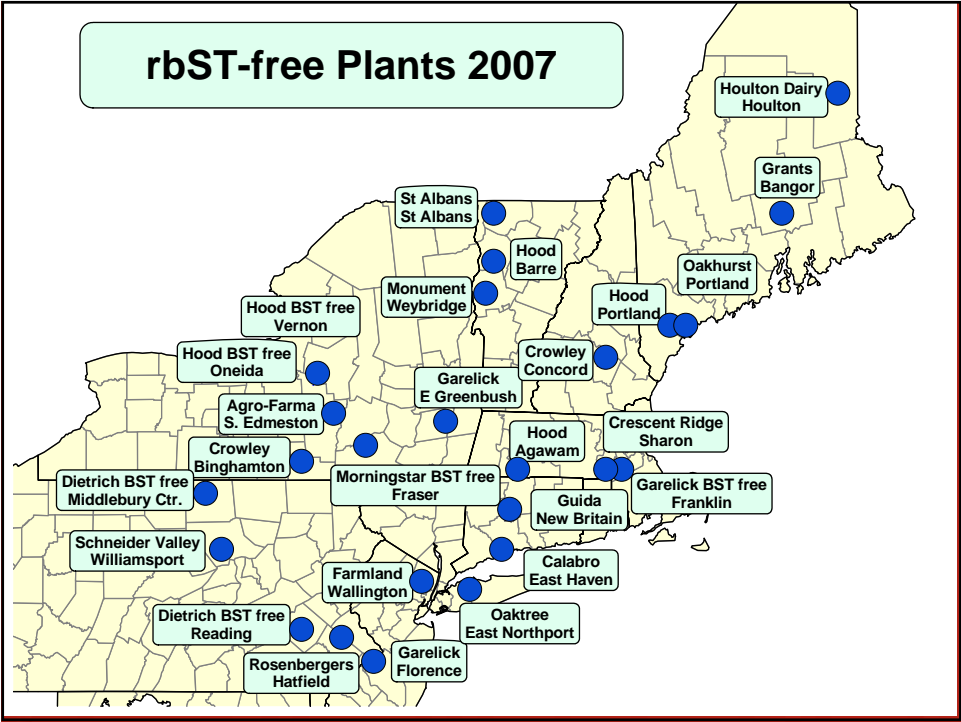 rbST-free Plants 2007
Houlton Dairy
Houlton
Grants
Bangor
St Albans
St Albans
Hood
Barre
Oakhurst
Portland
Monument
Weybridge
Hood
Portland
Hood BST free
Vernon
Hood BST free
Oneida
Crowley
Concord
Garelick
E Greenbush
Agro-Farma
S. Edmeston
Crescent Ridge
Sharon
Hood
Agawam
Crowley
Binghamton
Morningstar BST free
Fraser
Dietrich BST free
Middlebury Ctr.
Garelick BST free
Franklin
Guida
New Britain
Schneider Valley
Williamsport
Calabro
East Haven
Farmland
Wallington
Oaktree
East Northport
Dietrich BST free
Reading
Garelick
Florence
Rosenbergers
Hatfield